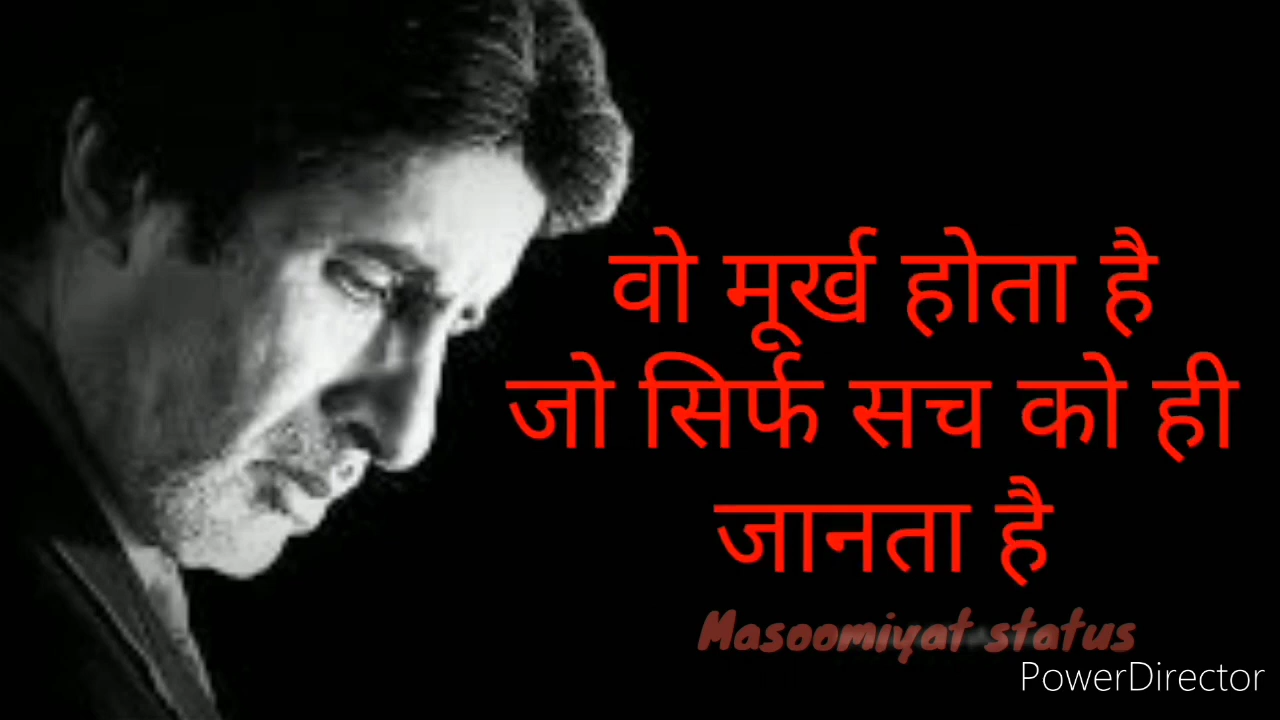 वो मूर्ख होता है
जो सिर्फ सच को ही
जानता है
Masoomiyat status
PowerDirector